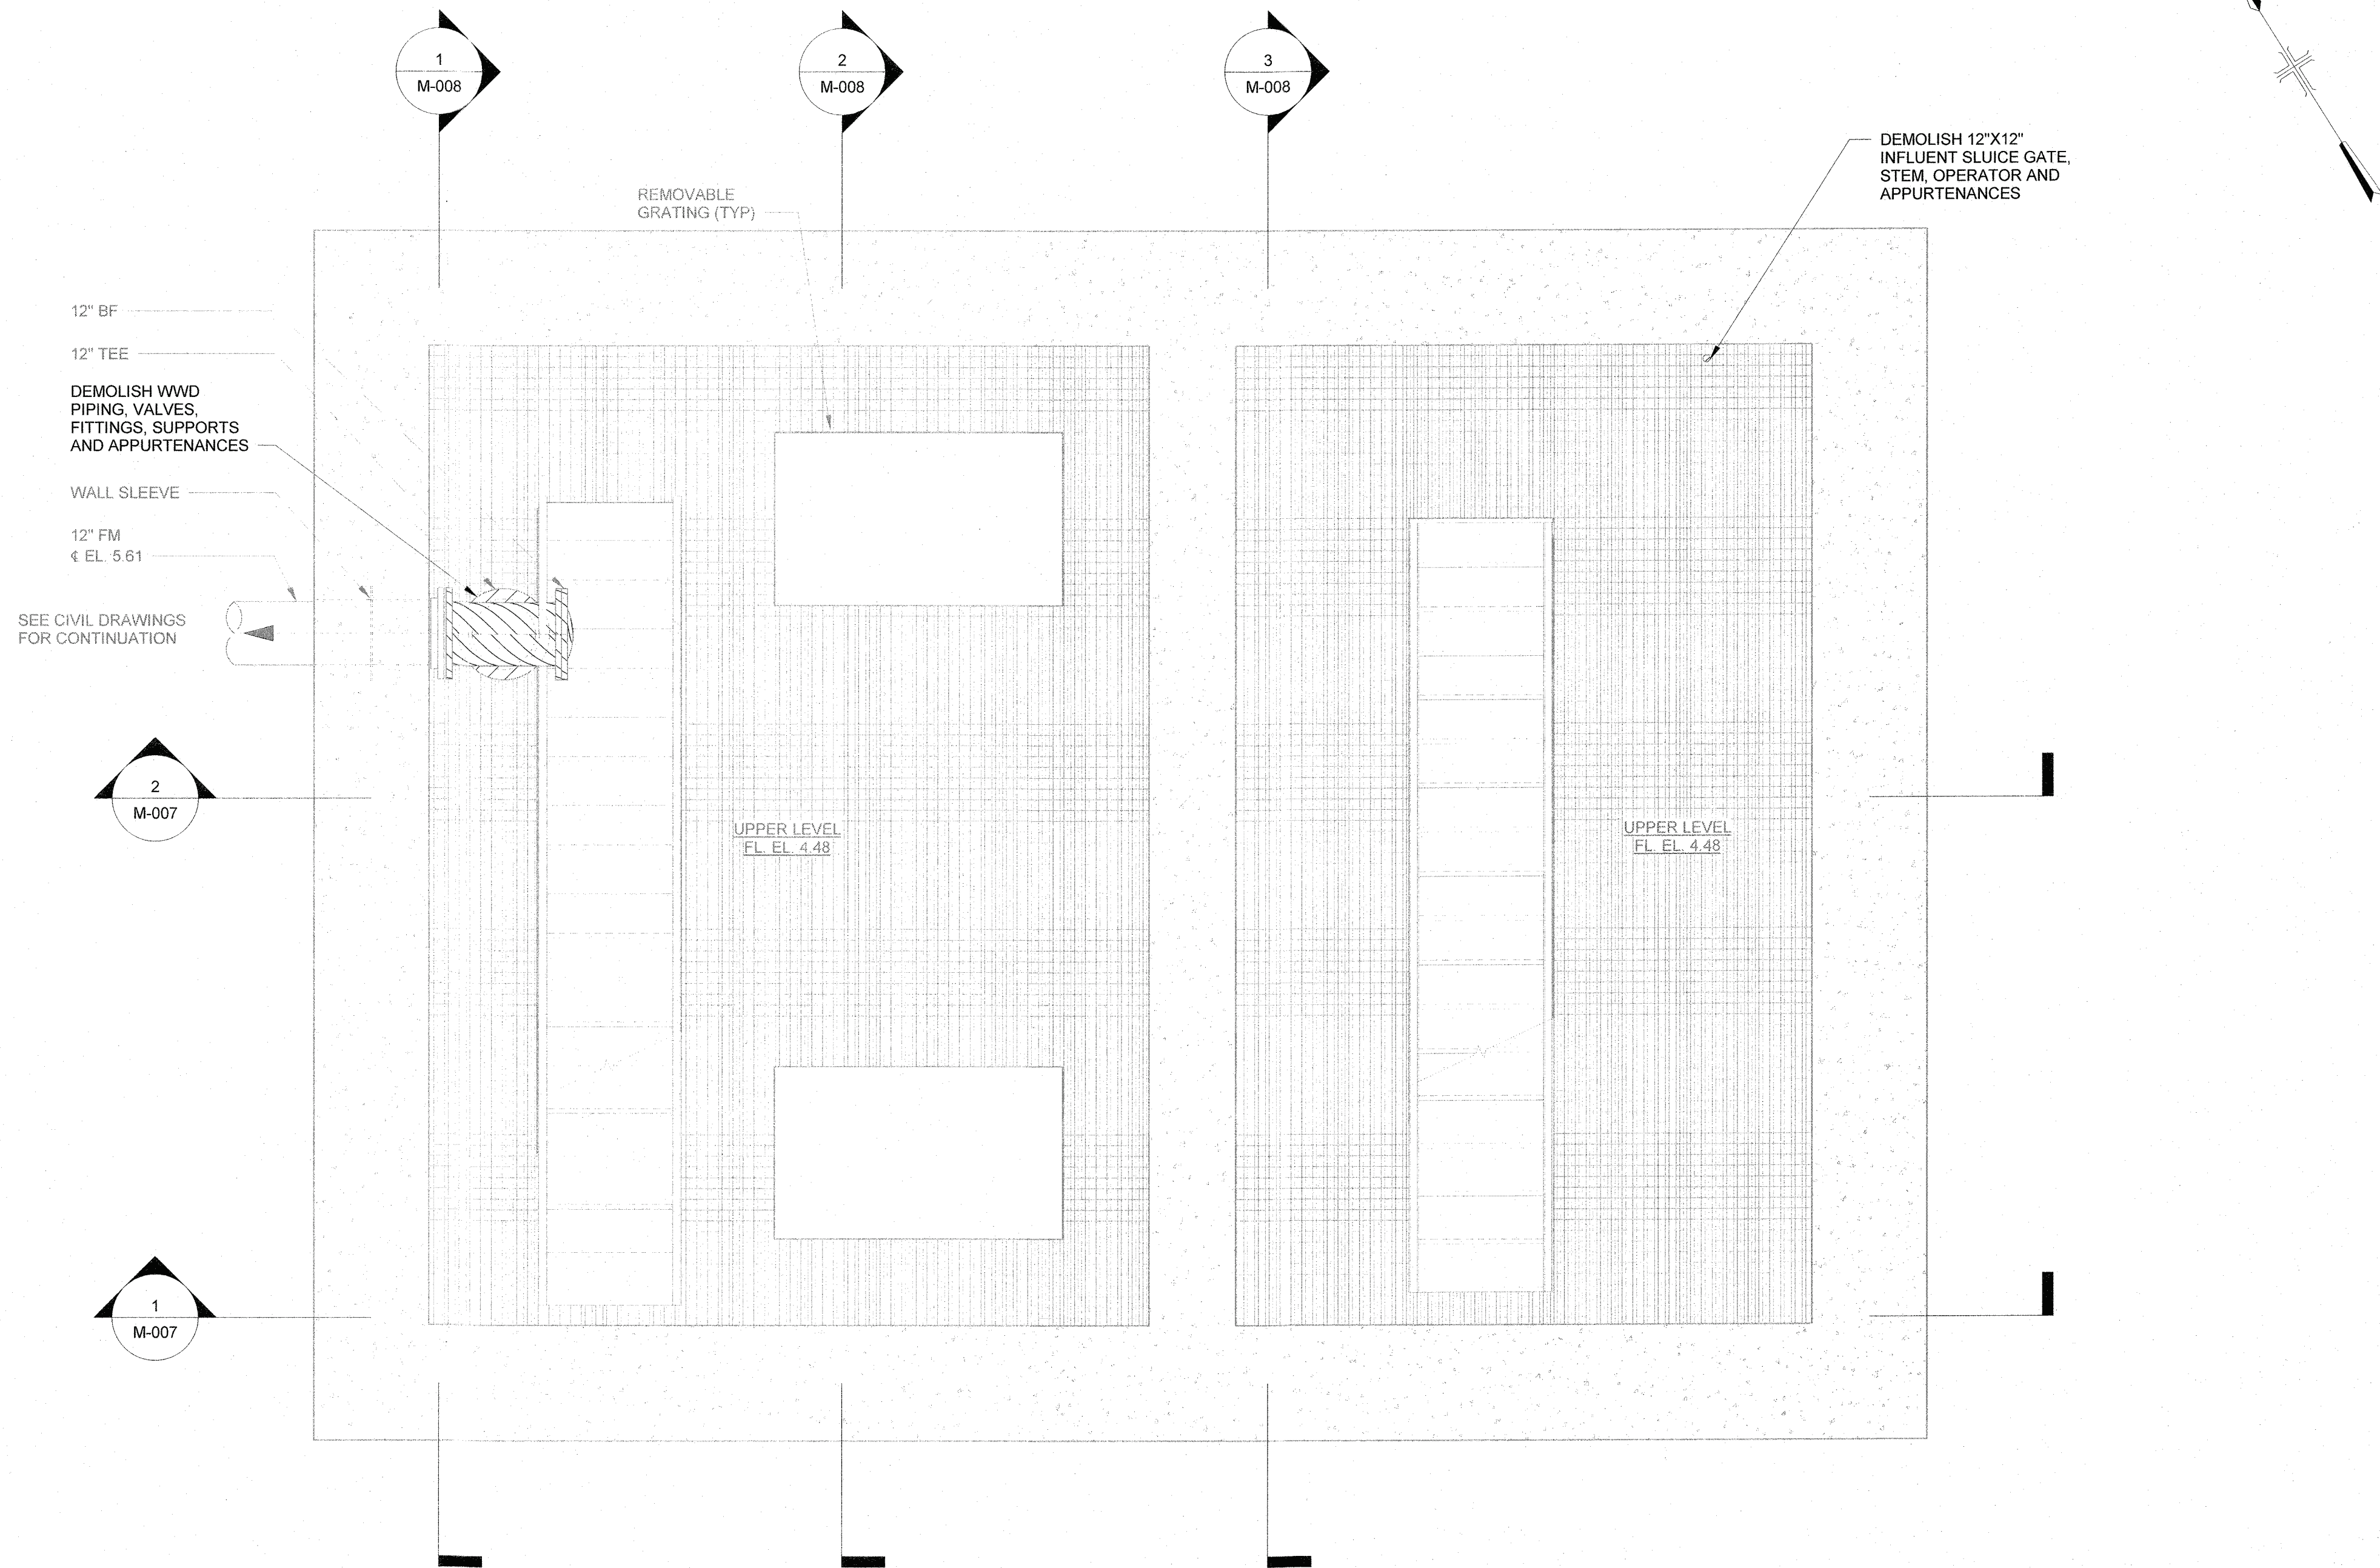 1
M-008
2
M-008
3
M-008
DEMOLISH 12"X12"
INFLUENT SLUICE GATE,
STEM, OPERATOR AND
APPURTENANCES
REMOVABLE
GRATING (TYP)
12" BF
12" TEE
DEMOLISH WWD
PIPING, VALVES,
FITTINGS, SUPPORTS
AND APPURTENANCES
WALL SLEEVE
12" FM
℄ EL. 5.61
SEE CIVIL DRAWINGS
FOR CONTINUATION
2
M-007
UPPER LEVEL
FL. EL. 4.48
UPPER LEVEL
FL. EL. 4.48
1
M-007